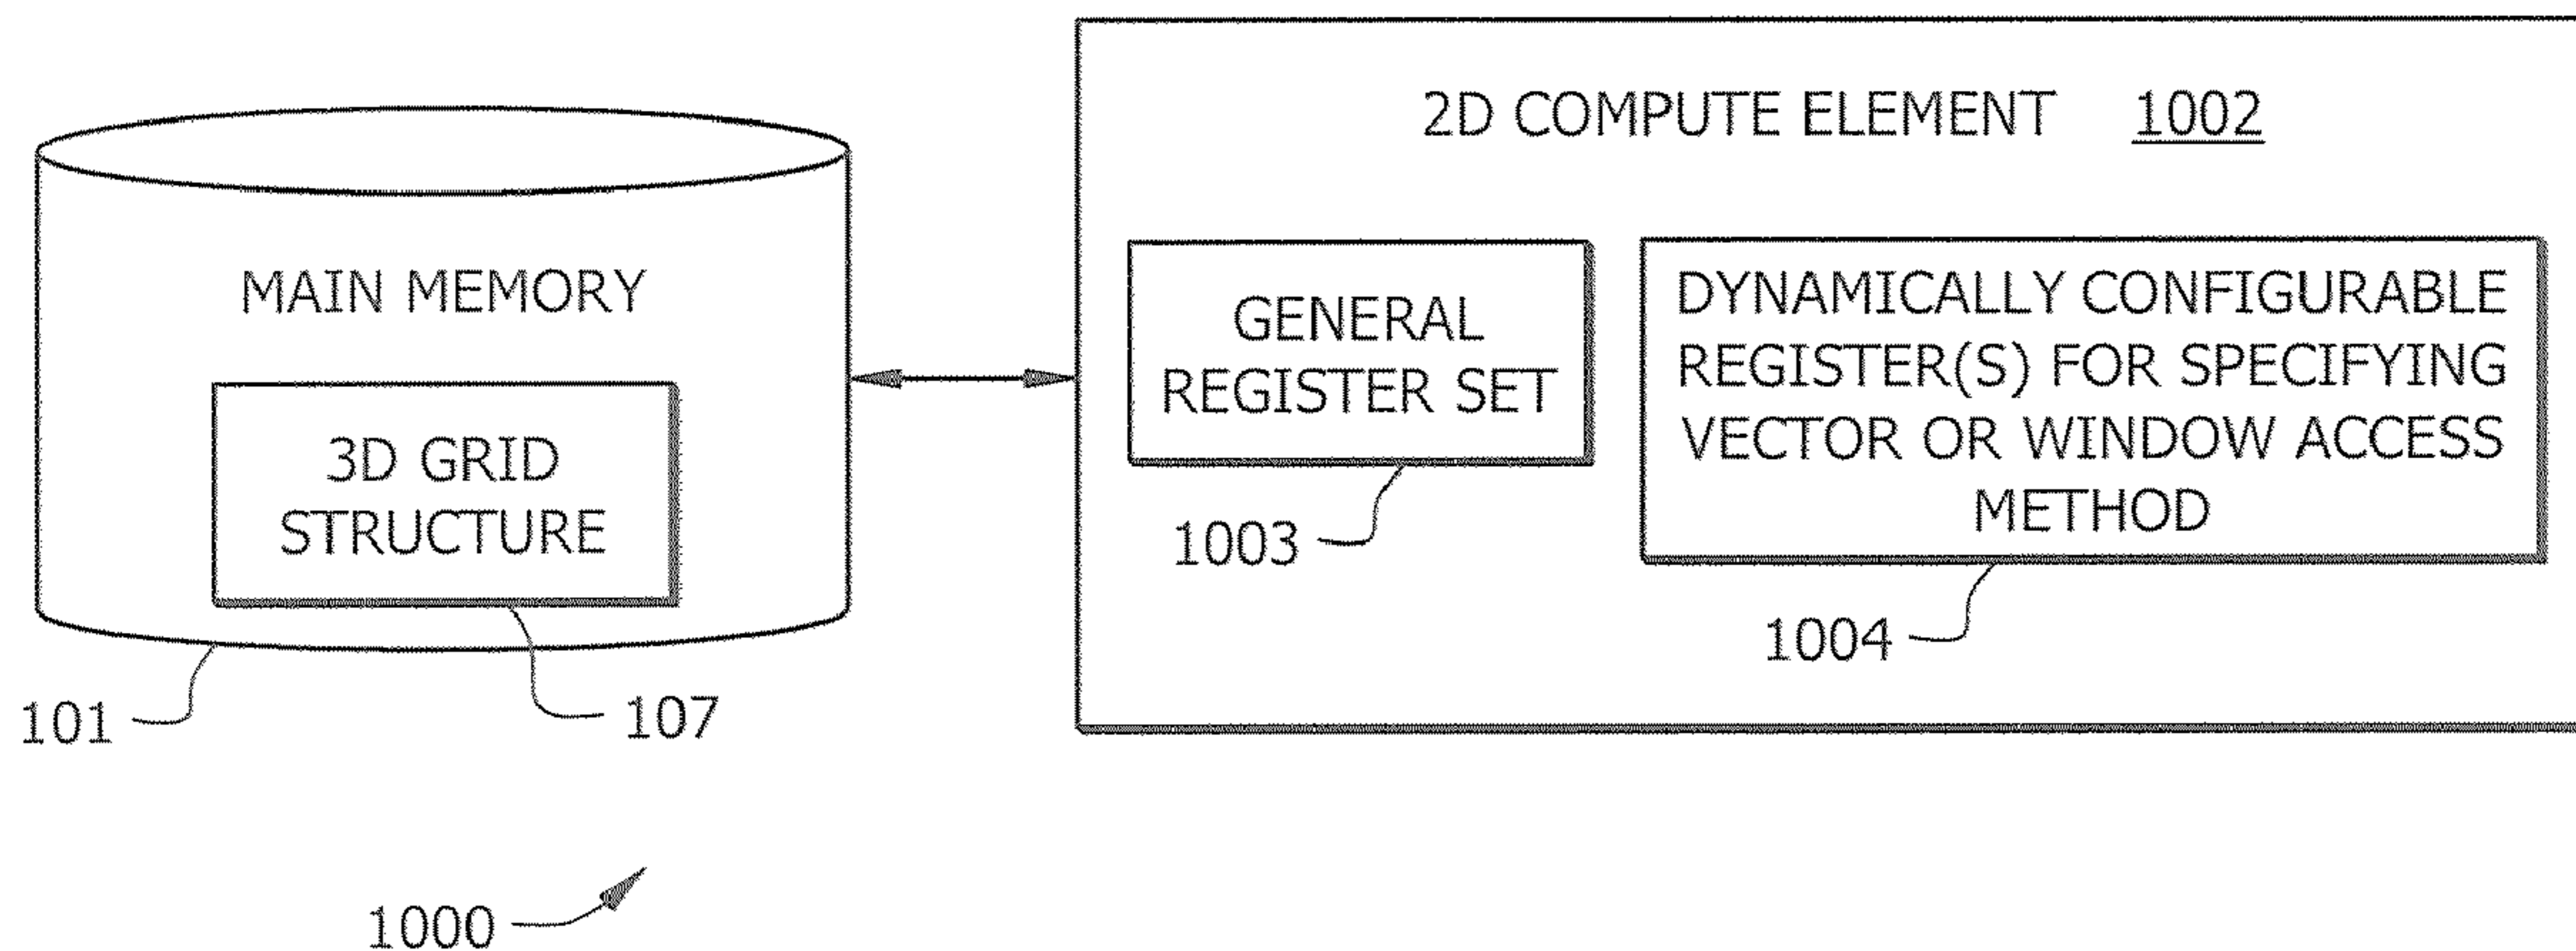 MAIN MEMORY
3D GRID
STRUCTURE
101
107
2D COMPUTE ELEMENT 1002
GENERAL
REGISTER SET
1003
DYNAMICALLY CONFIGURABLE
REGISTER(S) FOR SPECIFYING
VECTOR OR WINDOW ACCESS
METHOD
1004
1000